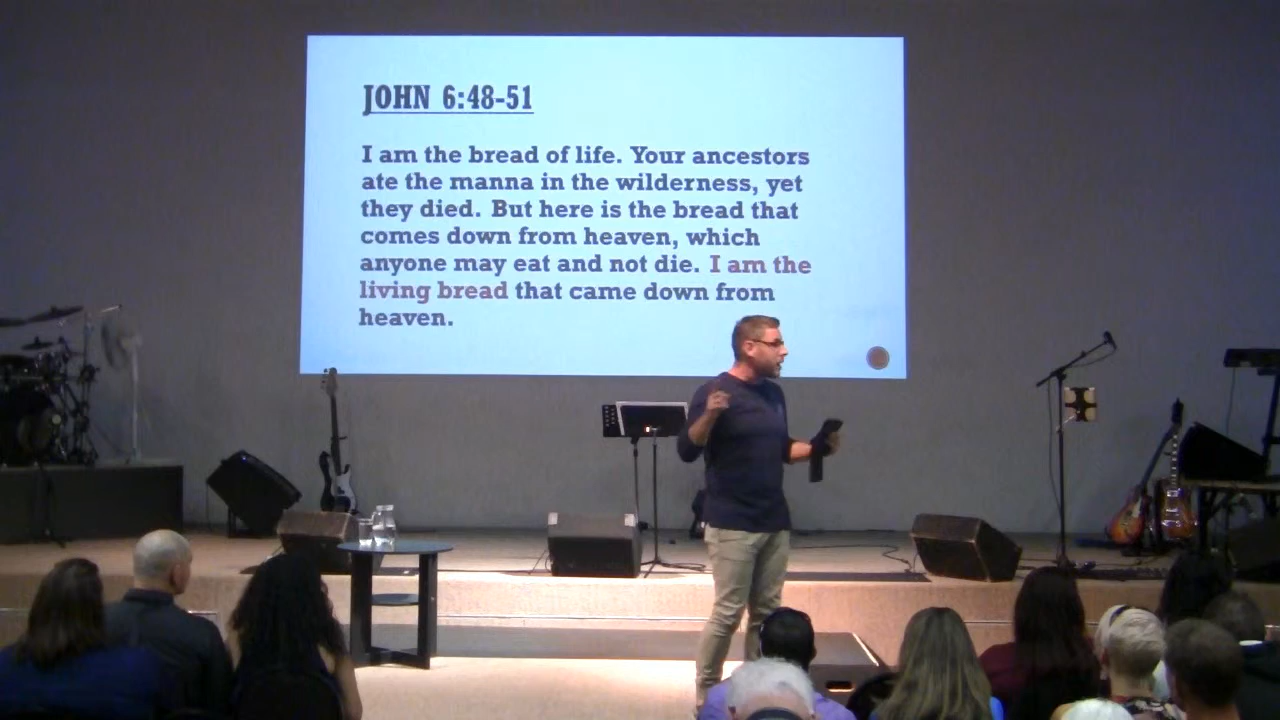 JOHN 6:48-51
I am the bread of life. Your ancestors
ate the manna in the wilderness, yet
they died. But here is the bread that
comes down from heaven, which
anyone may eat and not die. I am the
living bread that came down from
heaven.